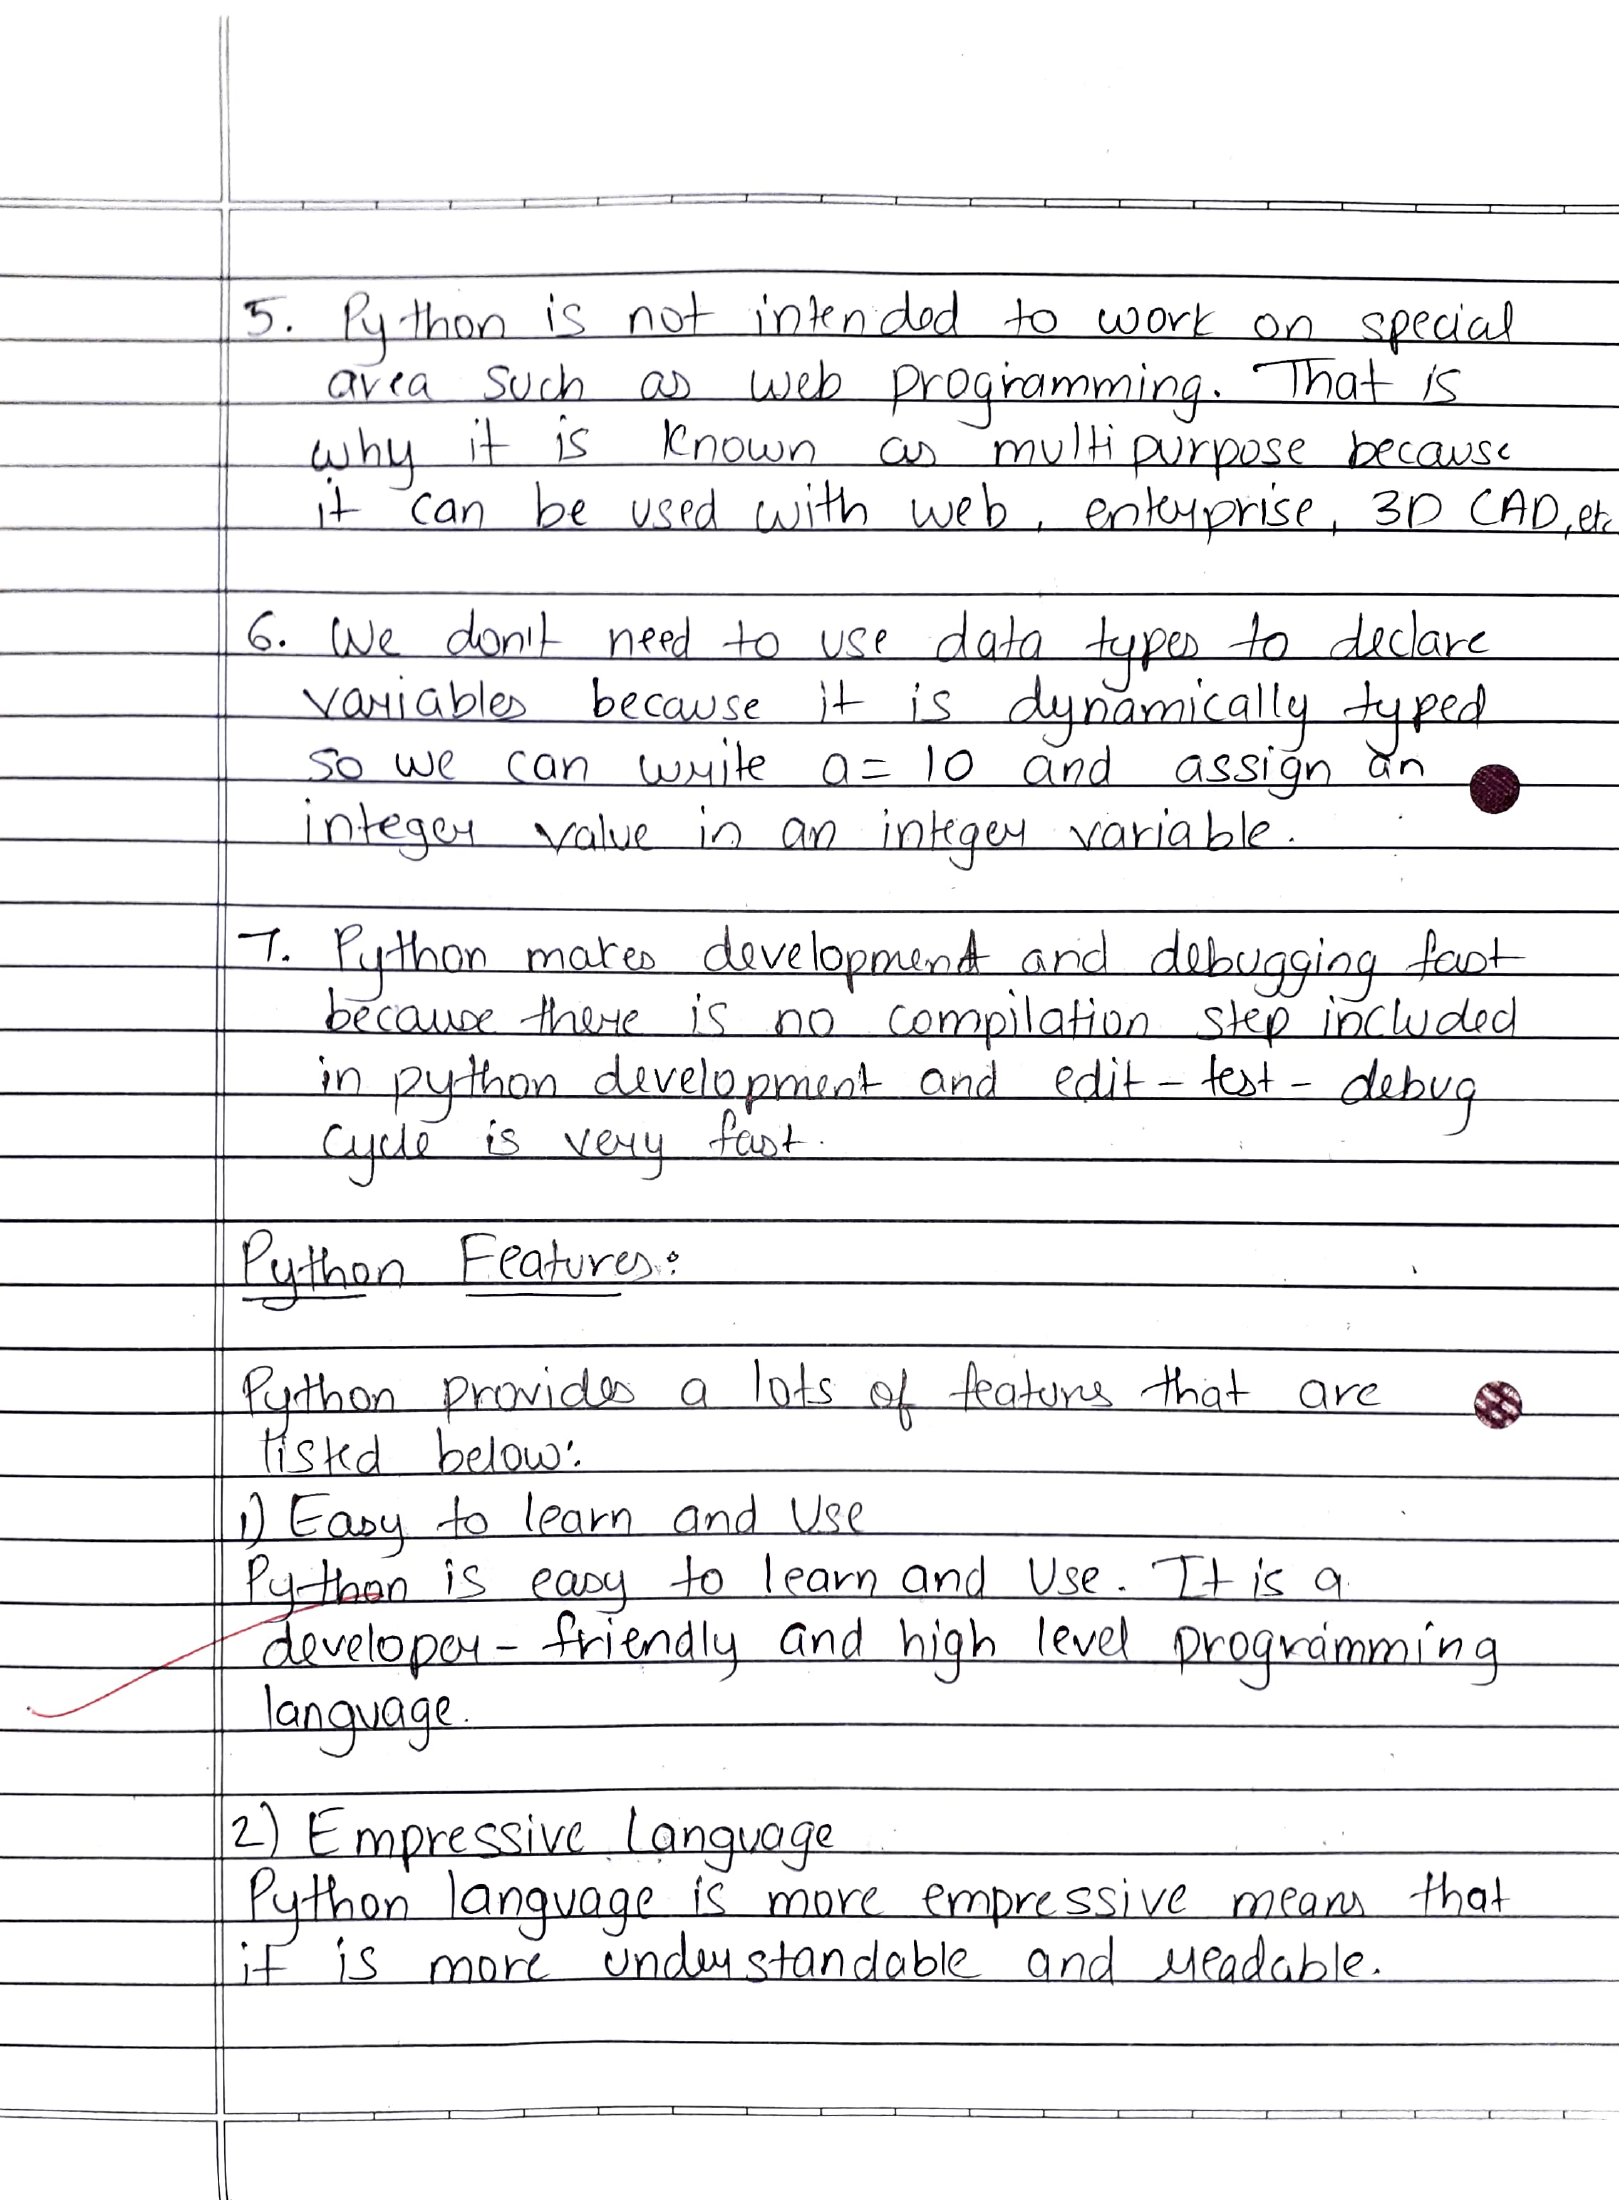 5. Python is not intended to work on special
area such as web programming. That is
why it is known as multipurpose because
it can be used with web, enterprise, 3D CAD, etc
6. We don't need to use data types to declare
variables because it is dynamically typed
so we can write a= 10 and assign an
integer value in an integer variable.
7. Python makes development and debugging fast
because there is no compilation step included
in python development and edit - test - debug
cycle is very fast.
Python Features:
Python provides a lots of features that are
listed below:
1) Easy to learn and Use
Python is easy to learn and Use. It is a
developer - friendly and high level programming
language.
2) Empressive Language
Python language is more empressive means that
it is more understandable and readable.